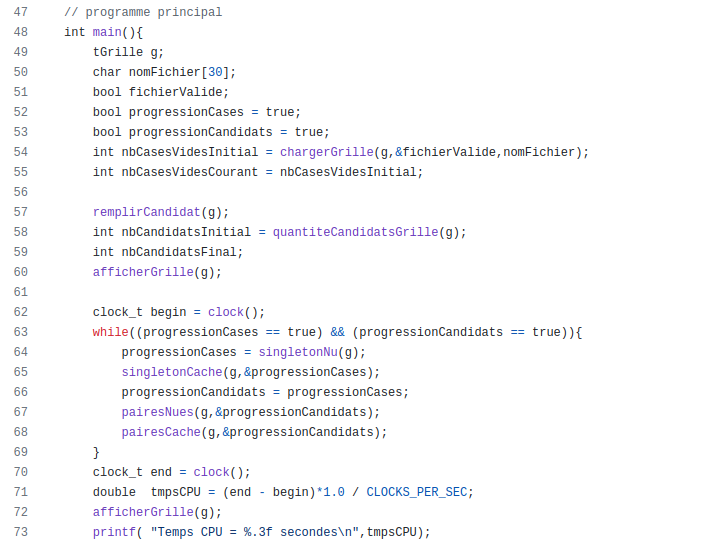 47 // programme principal
48 int main(){
49 tGrille g;
50 char nomFichier[30];
51 bool fichierValide;
52 bool progressionCases = true;
53 bool progressionCandidats = true;
54 int nbCasesVidesInitial = chargerGrille(g,&fichierValide,nomFichier);
55 int nbCasesVidesCourant = nbCasesVidesInitial;
56
57 remplirCandidat(g);
58 int nbCandidatsInitial = quantiteCandidatsGrille(g);
59 int nbCandidatsFinal;
60 afficherGrille(g);
61
62 clock_t begin = clock();
63 while((progressionCases == true) && (progressionCandidats == true)){
64 progressionCases = singletonNu(g);
65 singletonCache(g,&progressionCases);
66 progressionCandidats = progressionCases;
67 pairesNues(g,&progressionCandidats);
68 pairesCache(g,&progressionCandidats);
69 }
70 clock_t end = clock();
71 double  tmpsCPU = (end - begin)*1.0 / CLOCKS_PER_SEC;
72 afficherGrille(g);
73 printf( "Temps CPU = %.3f secondes\n",tmpsCPU);